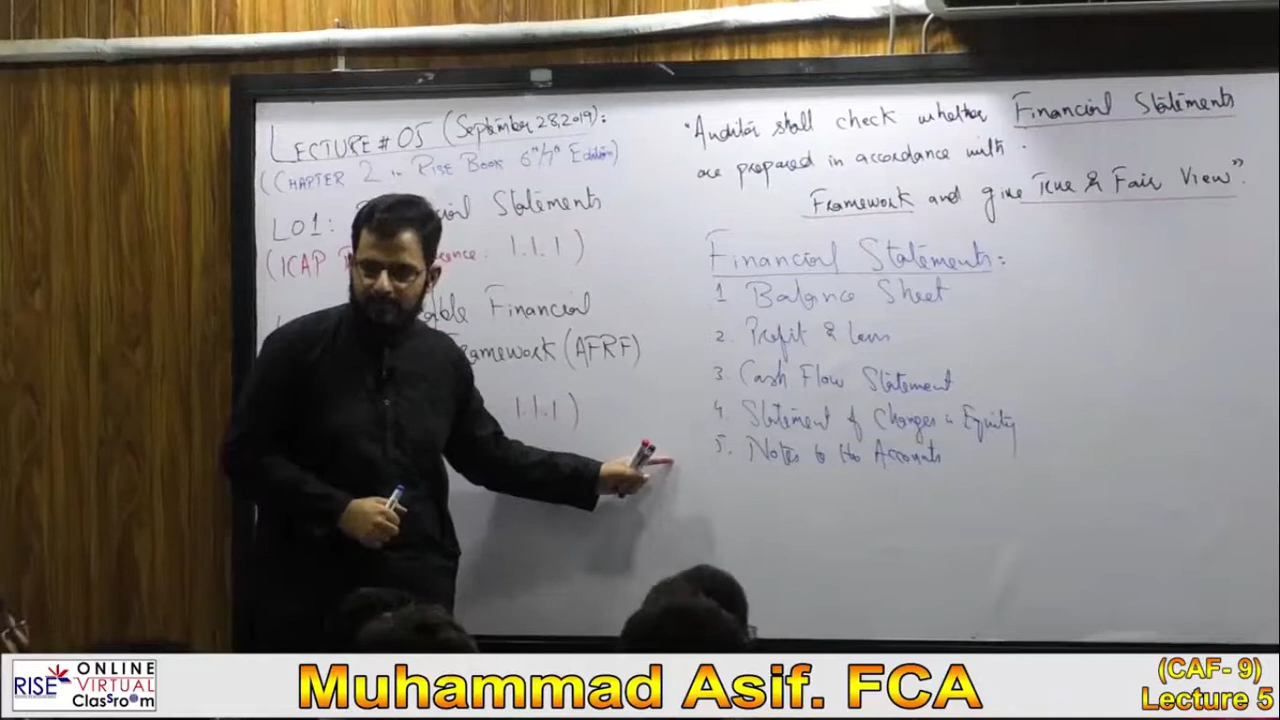 LECTURE # 05 (September 28, 2019):
(CHAPTER 2 in RISE BOOK 6th/7th Edition)
LO1: Statements
(ICAP 1.1.1)
Financial
Framework (AFRF)
1.1.1)
"Auditor shall check whether Financial Statements
are prepared in accordance with
Framework and give True & Fair View".
Financial Statements:
1 Balance Sheet
2. Profit & Loss
3. Cash Flow Statement
4. Statement of Changes in Equity
5. Notes to the Accounts
RISE ONLINE
VIRTUAL
ClasSroom
Muhammad Asif. FCA
(CAF- 9)
Lecture 5